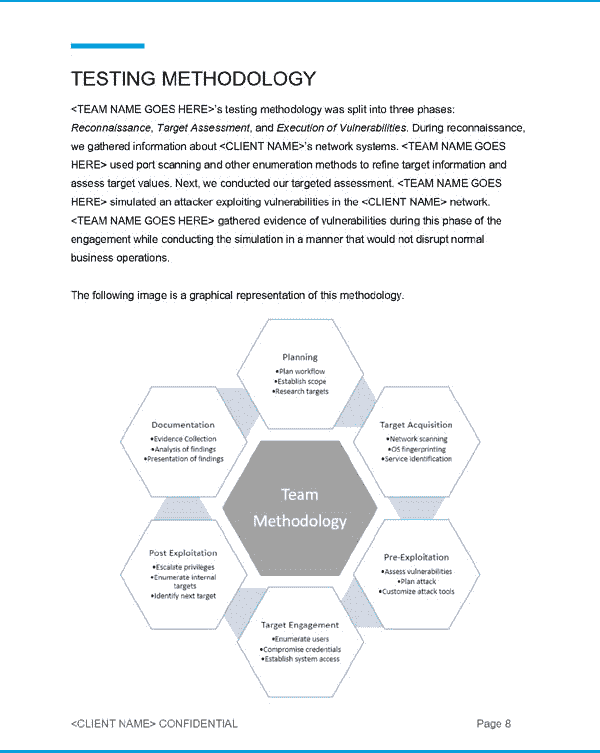 TESTING METHODOLOGY
<TEAM NAME GOES HERE>'s testing methodology was split into three phases:
Reconnaissance, Target Assessment, and Execution of Vulnerabilities. During reconnaissance,
we gathered information about <CLIENT NAME>'s network systems. <TEAM NAME GOES
HERE> used port scanning and other enumeration methods to refine target information and
assess target values. Next, we conducted our targeted assessment. <TEAM NAME GOES
HERE> simulated an attacker exploiting vulnerabilities in the <CLIENT NAME> network.
<TEAM NAME GOES HERE> gathered evidence of vulnerabilities during this phase of the
engagement while conducting the simulation in a manner that would not disrupt normal
business operations.
The following image is a graphical representation of this methodology.
Planning
•Plan workflow
•Establish scope
•Research targets
Target Acquisition
•Network scanning
•OS fingerprinting
•Service identification
Pre-Exploitation
•Assess vulnerabilities
•Plan attack
•Customize attack tools
Target Engagement
•Enumerate users
•Compromise credentials
•Establish system access
Post Exploitation
•Escalate privileges
•Enumerate internal
targets
•Identify next target
Documentation
•Evidence Collection
•Analysis of findings
•Presentation of findings
Team
Methodology
<CLIENT NAME> CONFIDENTIAL
Page 8